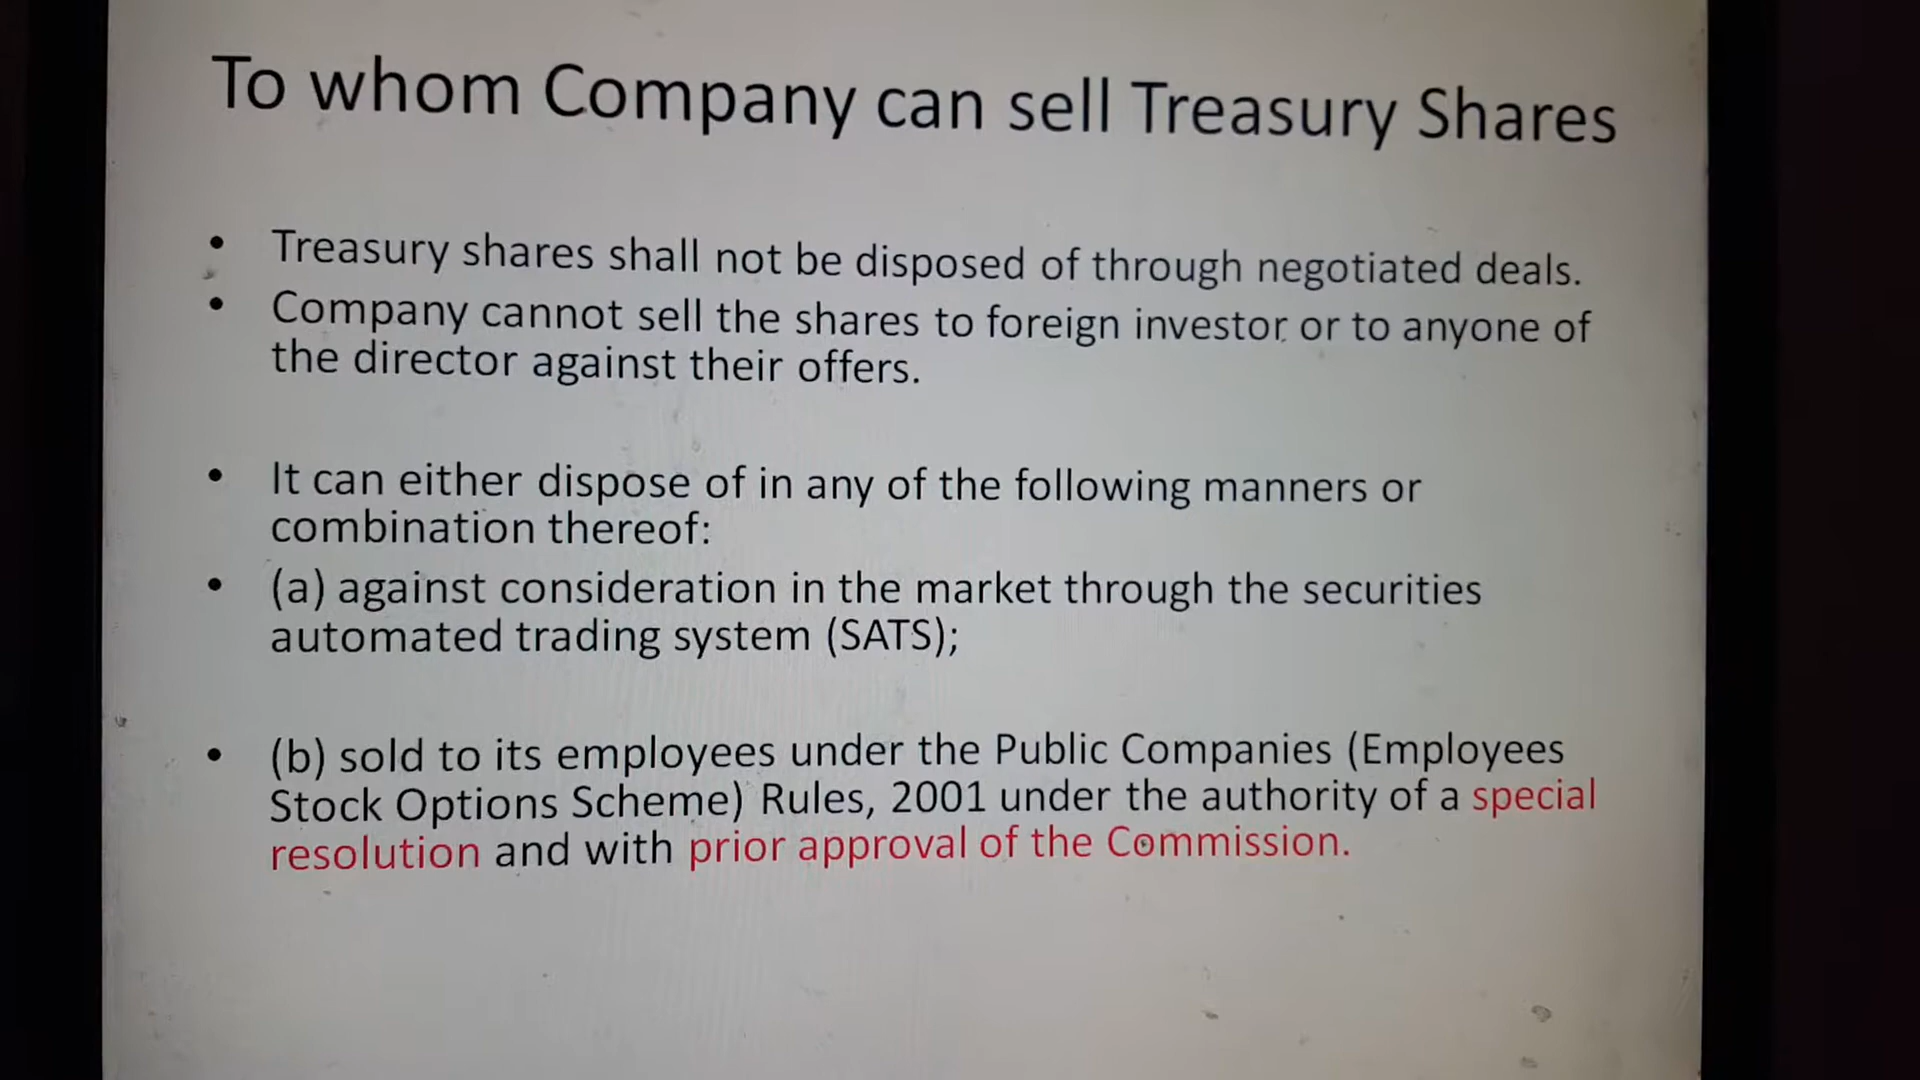 To whom Company can sell Treasury Shares
• Treasury shares shall not be disposed of through negotiated deals.
• Company cannot sell the shares to foreign investor or to anyone of
the director against their offers.
• It can either dispose of in any of the following manners or
combination thereof:
• (a) against consideration in the market through the securities
automated trading system (SATS);
• (b) sold to its employees under the Public Companies (Employees
Stock Options Scheme) Rules, 2001 under the authority of a special
resolution and with prior approval of the Commission.